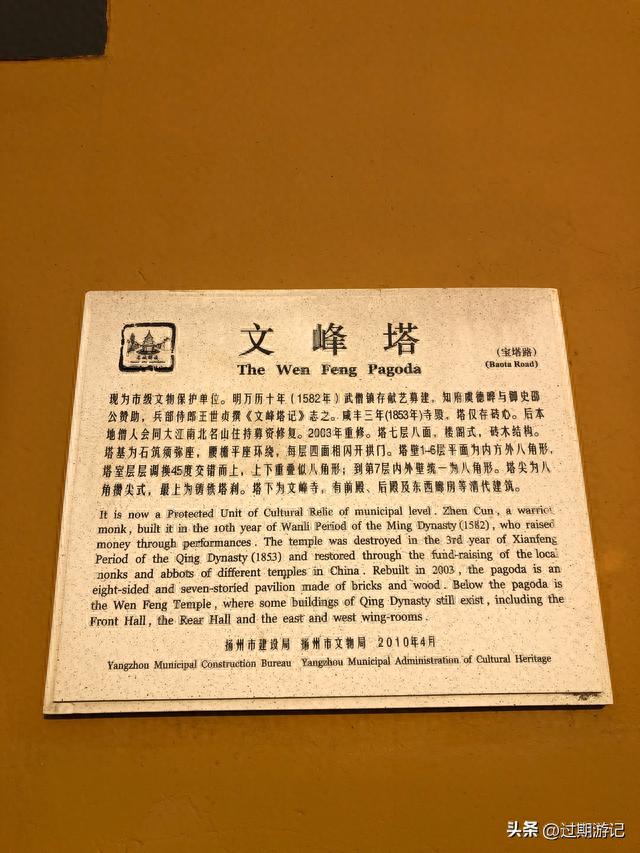 文峰塔
The Wen Feng Pagoda
(宝塔路)
(Baota Road)
现为市级文物保护单位。明万历十年（1582年）武僧镇存献艺募建，知府虞德晔与御史邵
公赞助，兵部侍郎王世贞撰《文峰塔记》志之。咸丰三年(1853年)寺毁，塔仅存砖心。后本
地僧人会同大江南北名山住持募资修复。2003年重修。塔七层八面，楼阁式，砖木结构。
塔基为石筑须弥座，腰檐平座环绕，每层四面相闪开拱门。塔壁1-6层平面为内方外八角形，
塔室层层调换45度交错而上，上下重叠似八角形；到第7层内外壁统一为八角形。塔尖为八
角攒尖式，最上为铸铁塔刹。塔下为文峰寺，有前殿、后殿及东西廊房等清代建筑。
It is now a Protected Unit of Cultural Relic of municipal level. Zhen Cun, a warrior
monk, built it in the 10th year of Wanli Period of the Ming Dynasty(1582), who raised
money through performances. The temple was destroyed in the 3rd year of Xianfeng
Period of the Qing Dynasty(1853) and restored through the fund-raising of the local
monks and abbots of different temples in China. Rebuilt in 2003, the pagoda is an
eight-sided and seven-storied pavilion made of bricks and wood. Below the pagoda is
the Wen Feng Temple, where some buildings of Qing Dynasty still exist, including the
Front Hall, the Rear Hall and the east and west wing-rooms.
扬州市建设局 扬州市文物局 2010年4月
Yangzhou Municipal Construction Bureau Yangzhou Municipal Administration of Cultural Heritage
头条 @过期游记